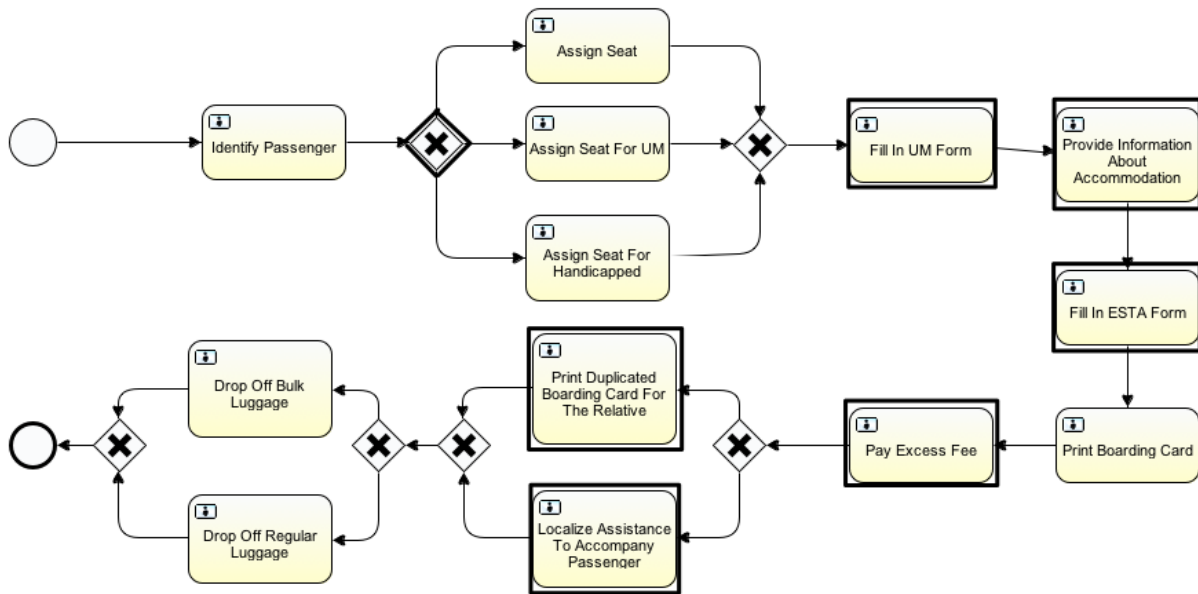 Assign Seat
Identify Passenger
Assign Seat For UM
Fill In UM Form
Provide Information
About
Accommodation
Assign Seat For
Handicapped
Fill In ESTA Form
Drop Off Bulk
Luggage
Print Duplicated
Boarding Card For
The Relative
Pay Excess Fee
Print Boarding Card
Drop Off Regular
Luggage
Localize Assistance
To Accompany
Passenger